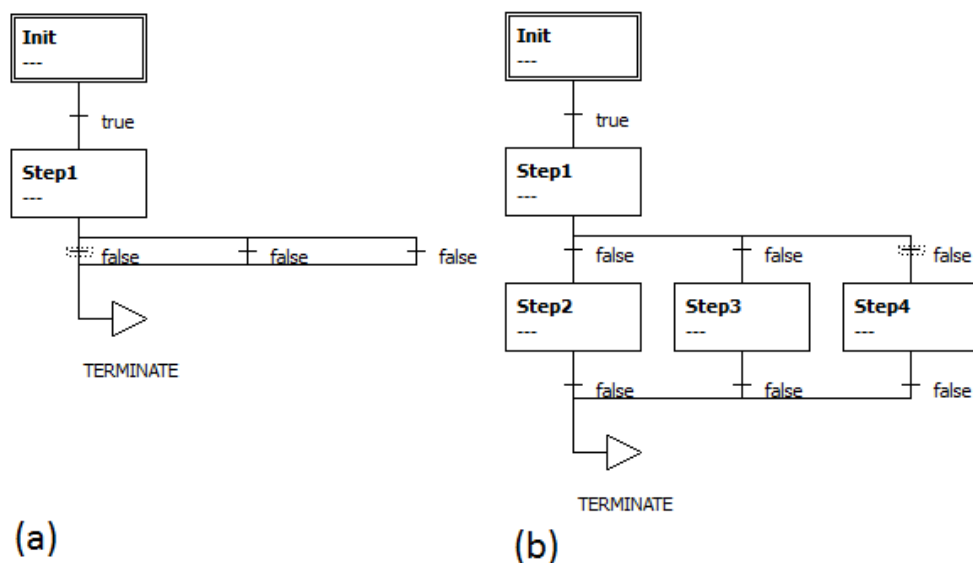 Init
---
true
Step1
---
false
false
false
TERMINATE
(a)
Init
---
true
Step1
---
false
false
false
Step2
---
Step3
---
Step4
---
false
false
false
TERMINATE
(b)